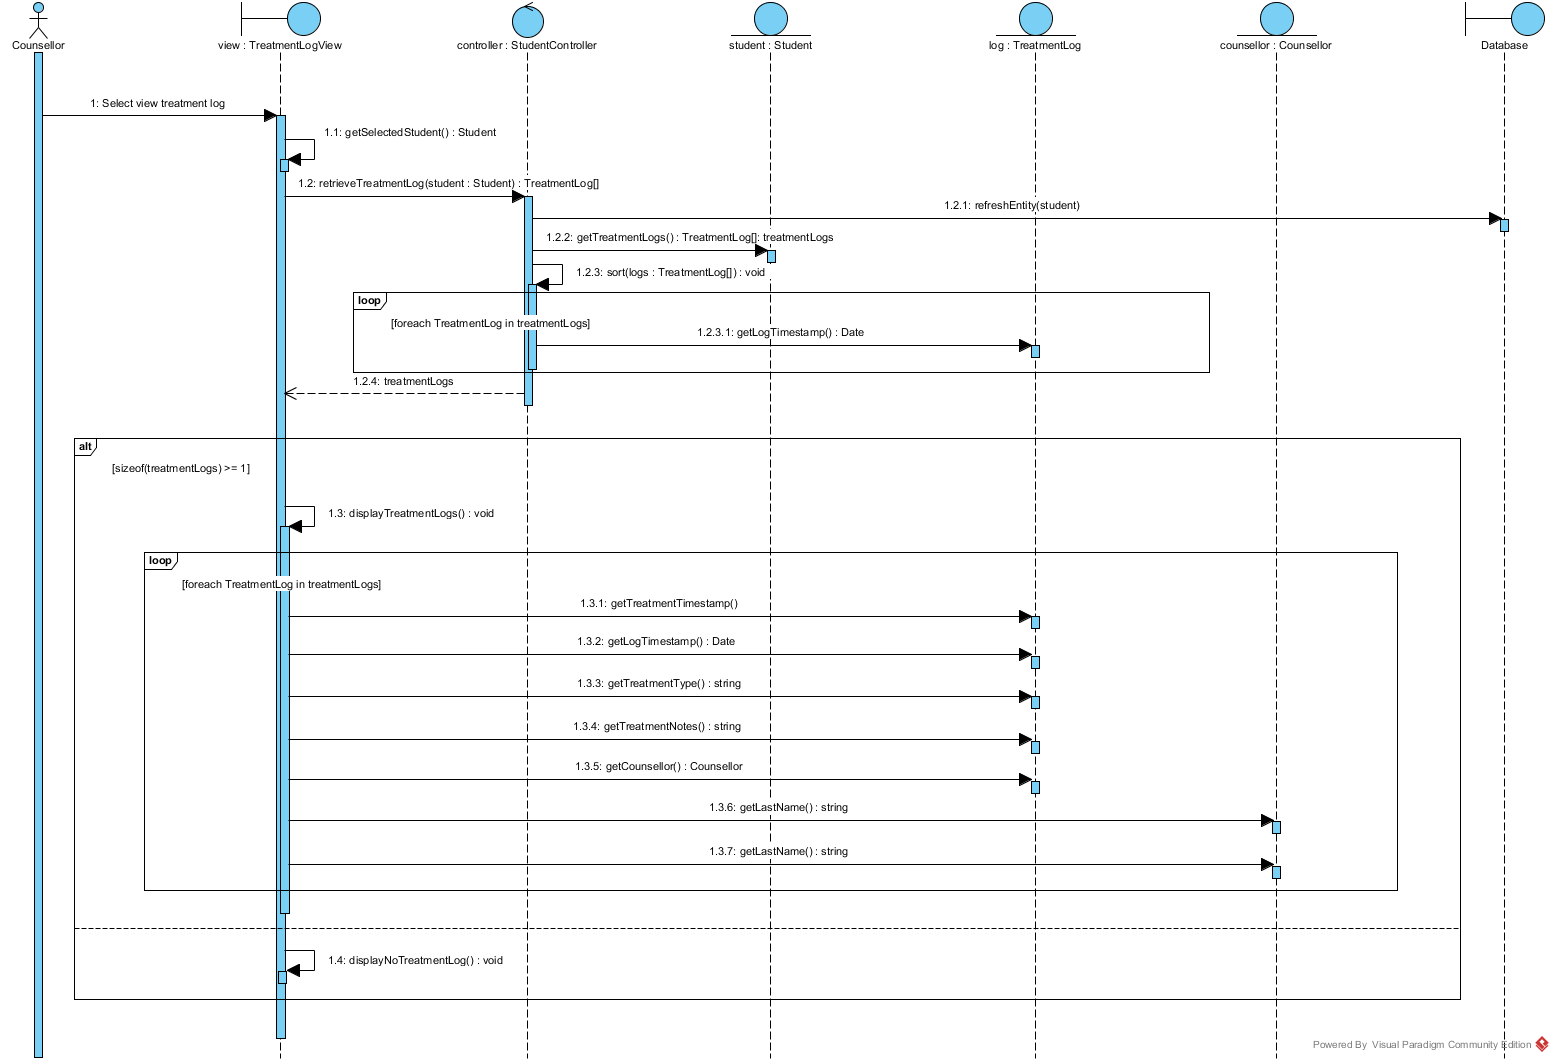 Counsellor
view : TreatmentLogView
controller : StudentController
student : Student
log : TreatmentLog
counsellor : Counsellor
Database
1: Select view treatment log
1.1: getSelectedStudent() : Student
1.2: retrieveTreatmentLog(student : Student) : TreatmentLog[]
1.2.1: refreshEntity(student)
1.2.2: getTreatmentLogs() : TreatmentLog[]: treatmentLogs
1.2.3: sort(logs : TreatmentLog[]) : void
loop
[foreach TreatmentLog in treatmentLogs]
1.2.3.1: getLogTimestamp() : Date
1.2.4: treatmentLogs
alt
[sizeof(treatmentLogs) >= 1]
1.3: displayTreatmentLogs() : void
loop
[foreach TreatmentLog in treatmentLogs]
1.3.1: getTreatmentTimestamp()
1.3.2: getLogTimestamp() : Date
1.3.3: getTreatmentType() : string
1.3.4: getTreatmentNotes() : string
1.3.5: getCounsellor() : Counsellor
1.3.6: getLastName() : string
1.3.7: getLastName() : string
1.4: displayNoTreatmentLog() : void
Powered By Visual Paradigm Community Edition